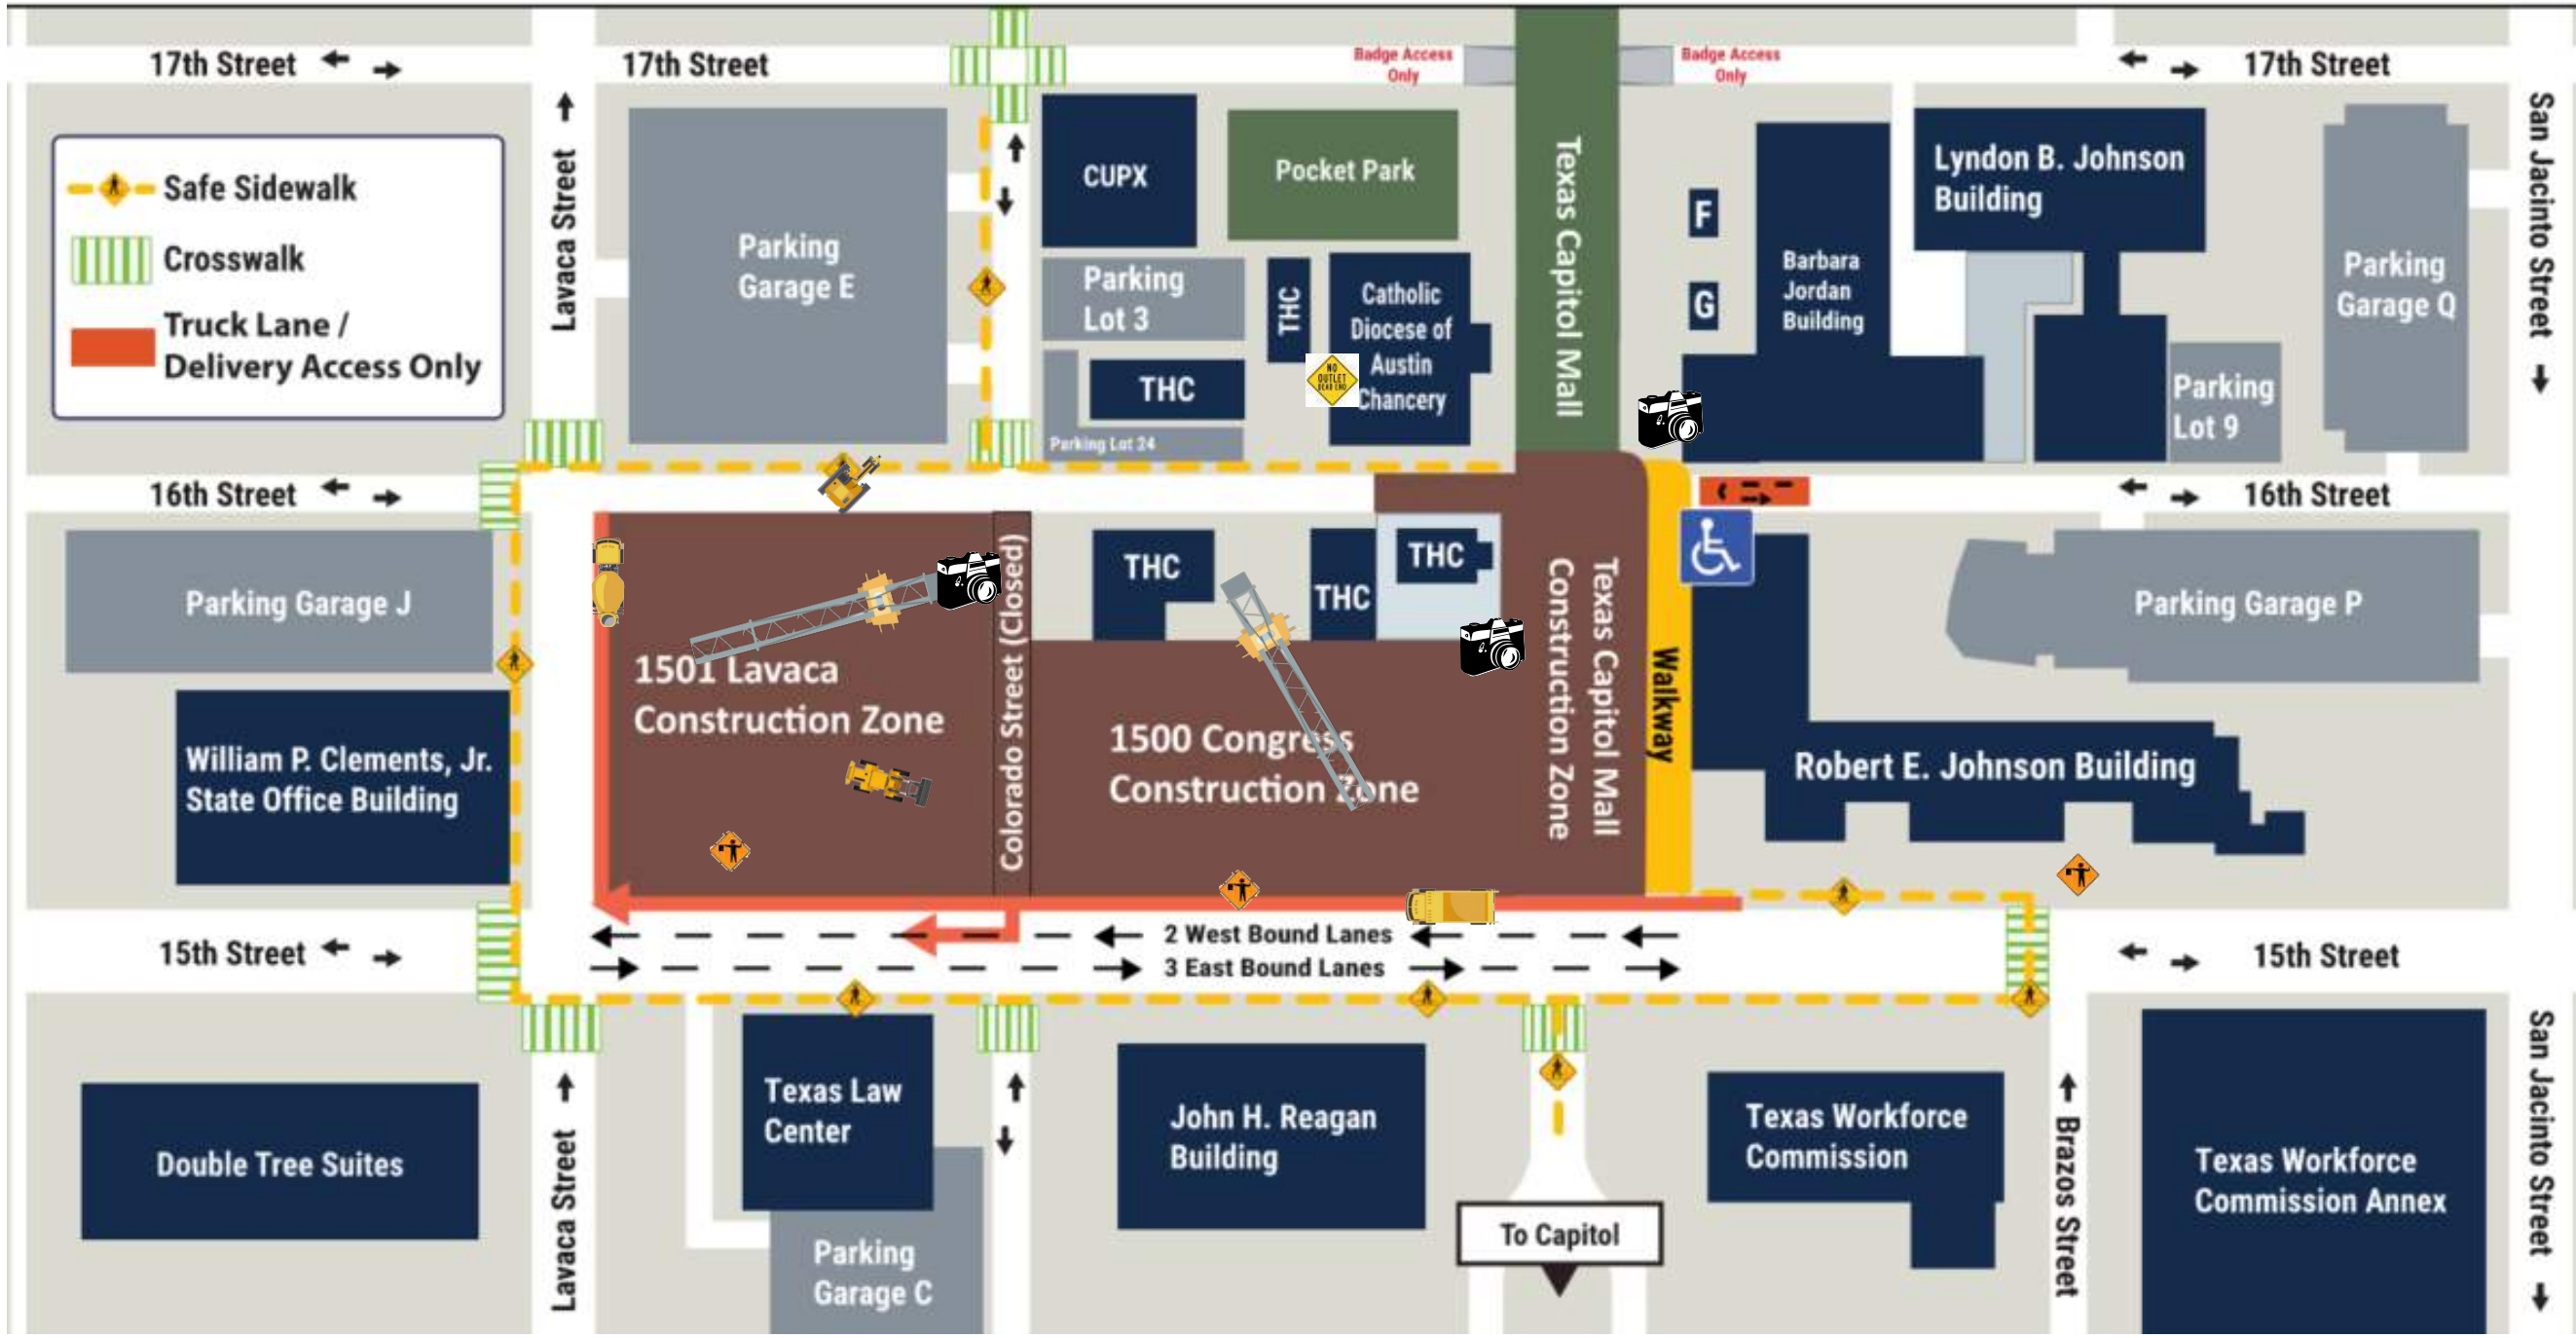 17th Street
17th Street
Badge Access
Only
Badge Access
Only
17th Street
Safe Sidewalk
Crosswalk
Truck Lane /
Delivery Access Only
Lavaca Street
Parking
Garage E
CUPX
Pocket Park
Texas Capitol Mall
F
G
Barbara
Jordan
Building
Lyndon B. Johnson
Building
Parking
Garage Q
San Jacinto Street
Parking
Lot 3
THC
Catholic
Diocese of
Austin
Chancery
NO
OUTLET
DEAD END
THC
Parking Lot 24
Parking
Lot 9
16th Street
16th Street
Parking Garage J
1501 Lavaca
Construction Zone
Colorado Street (Closed)
THC
THC
THC
Texas Capitol Mall
Construction Zone
Walkway
Parking Garage P
William P. Clements, Jr.
State Office Building
1500 Congress
Construction Zone
Robert E. Johnson Building
15th Street
2 West Bound Lanes
3 East Bound Lanes
15th Street
Double Tree Suites
Lavaca Street
Texas Law
Center
Parking
Garage C
John H. Reagan
Building
To Capitol
Texas Workforce
Commission
Brazos Street
Texas Workforce
Commission Annex
San Jacinto Street